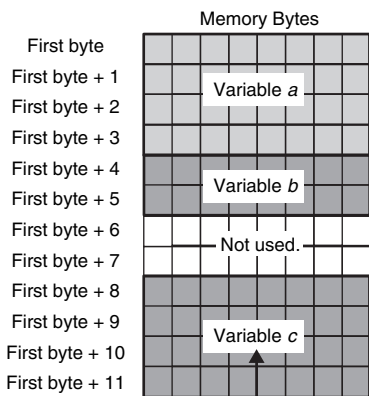 Memory Bytes
First byte
First byte + 1
First byte + 2
First byte + 3
First byte + 4
First byte + 5
First byte + 6
First byte + 7
First byte + 8
First byte + 9
First byte + 10
First byte + 11
Variable a
Variable b
Not used.
Variable c